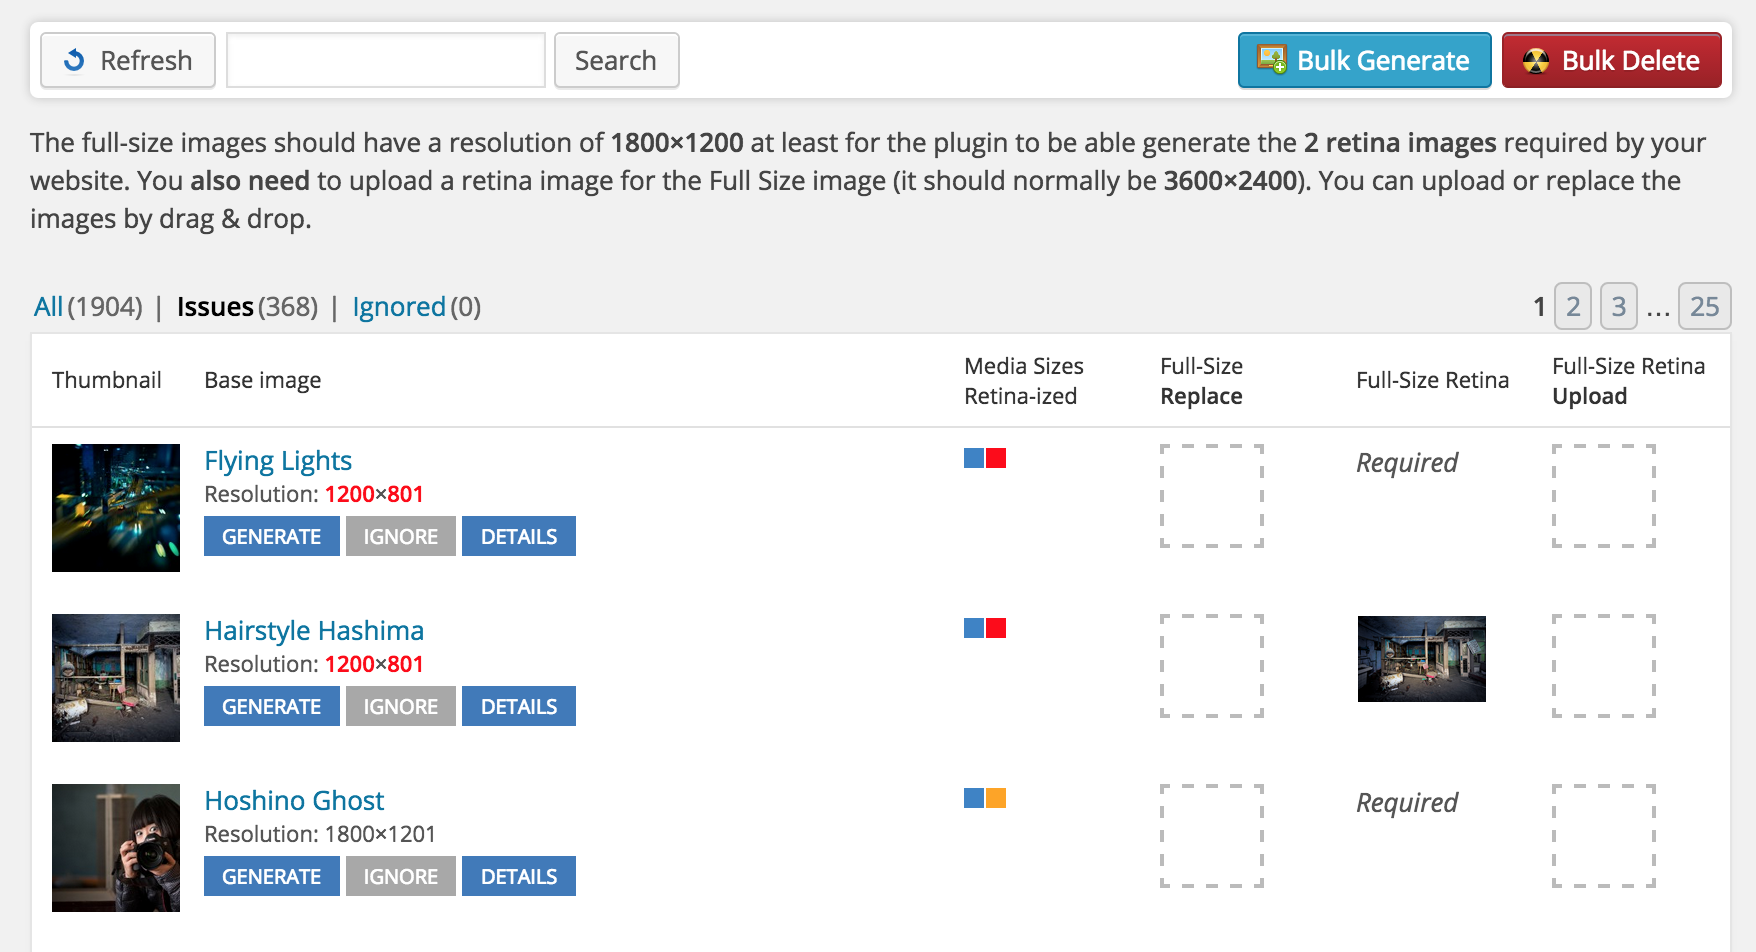 Refresh Search Bulk Generate Bulk Delete
The full-size images should have a resolution of 1800×1200 at least for the plugin to be able generate the 2 retina images required by your
website. You also need to upload a retina image for the Full Size image (it should normally be 3600×2400). You can upload or replace the
images by drag & drop.
All (1904) | Issues (368) | Ignored (0) 1 2 3 ... 25
Thumbnail Base image Media Sizes Retina-ized Full-Size Replace Full-Size Retina Full-Size Retina Upload
Flying Lights Required
Resolution: 1200×801
GENERATE IGNORE DETAILS
Hairstyle Hashima
Resolution: 1200×801
GENERATE IGNORE DETAILS
Hoshino Ghost Required
Resolution: 1800×1201
GENERATE IGNORE DETAILS